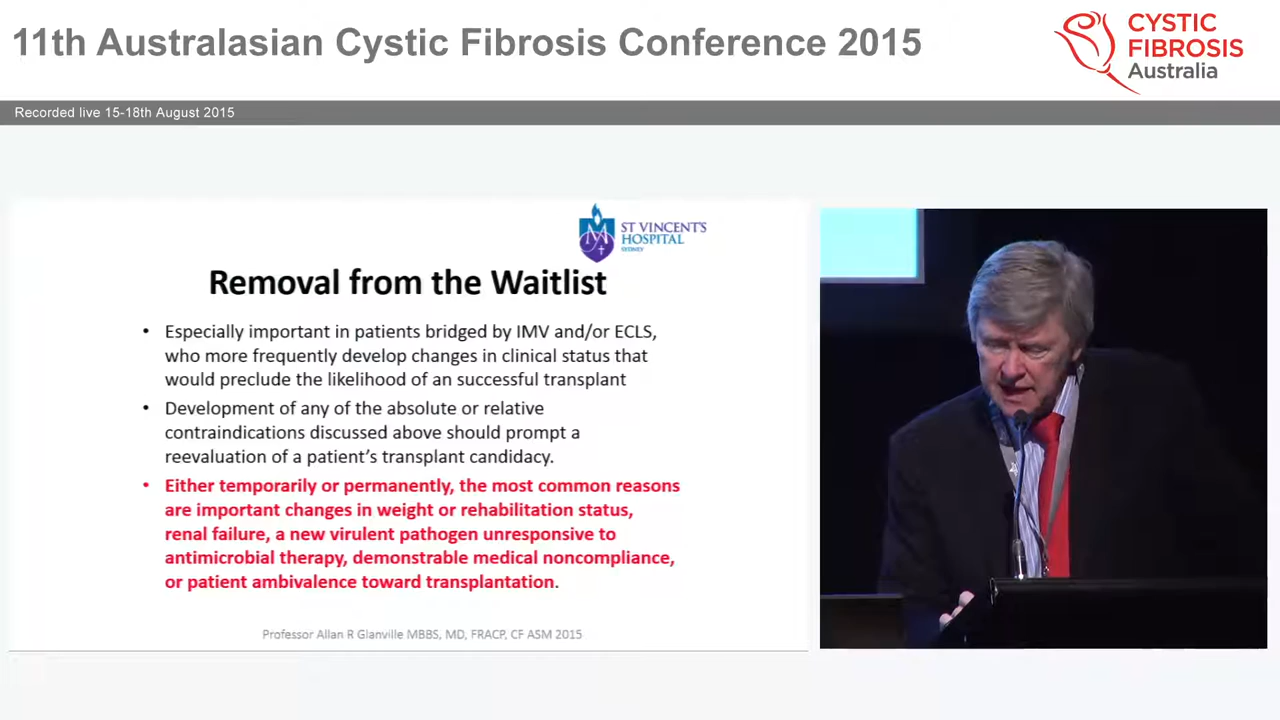 11th Australasian Cystic Fibrosis Conference 2015
CYSTIC
FIBROSIS
Australia
Recorded live 15-18th August 2015
ST VINCENT'S
HOSPITAL
SYDNEY
Removal from the Waitlist
• Especially important in patients bridged by IMV and/or ECLS,
who more frequently develop changes in clinical status that
would preclude the likelihood of an successful transplant
• Development of any of the absolute or relative
contraindications discussed above should prompt a
reevaluation of a patient's transplant candidacy.
• Either temporarily or permanently, the most common reasons
are important changes in weight or rehabilitation status,
renal failure, a new virulent pathogen unresponsive to
antimicrobial therapy, demonstrable medical noncompliance,
or patient ambivalence toward transplantation.
Professor Allan R Glanville MBBS, MD, FRACP, CF ASM 2015